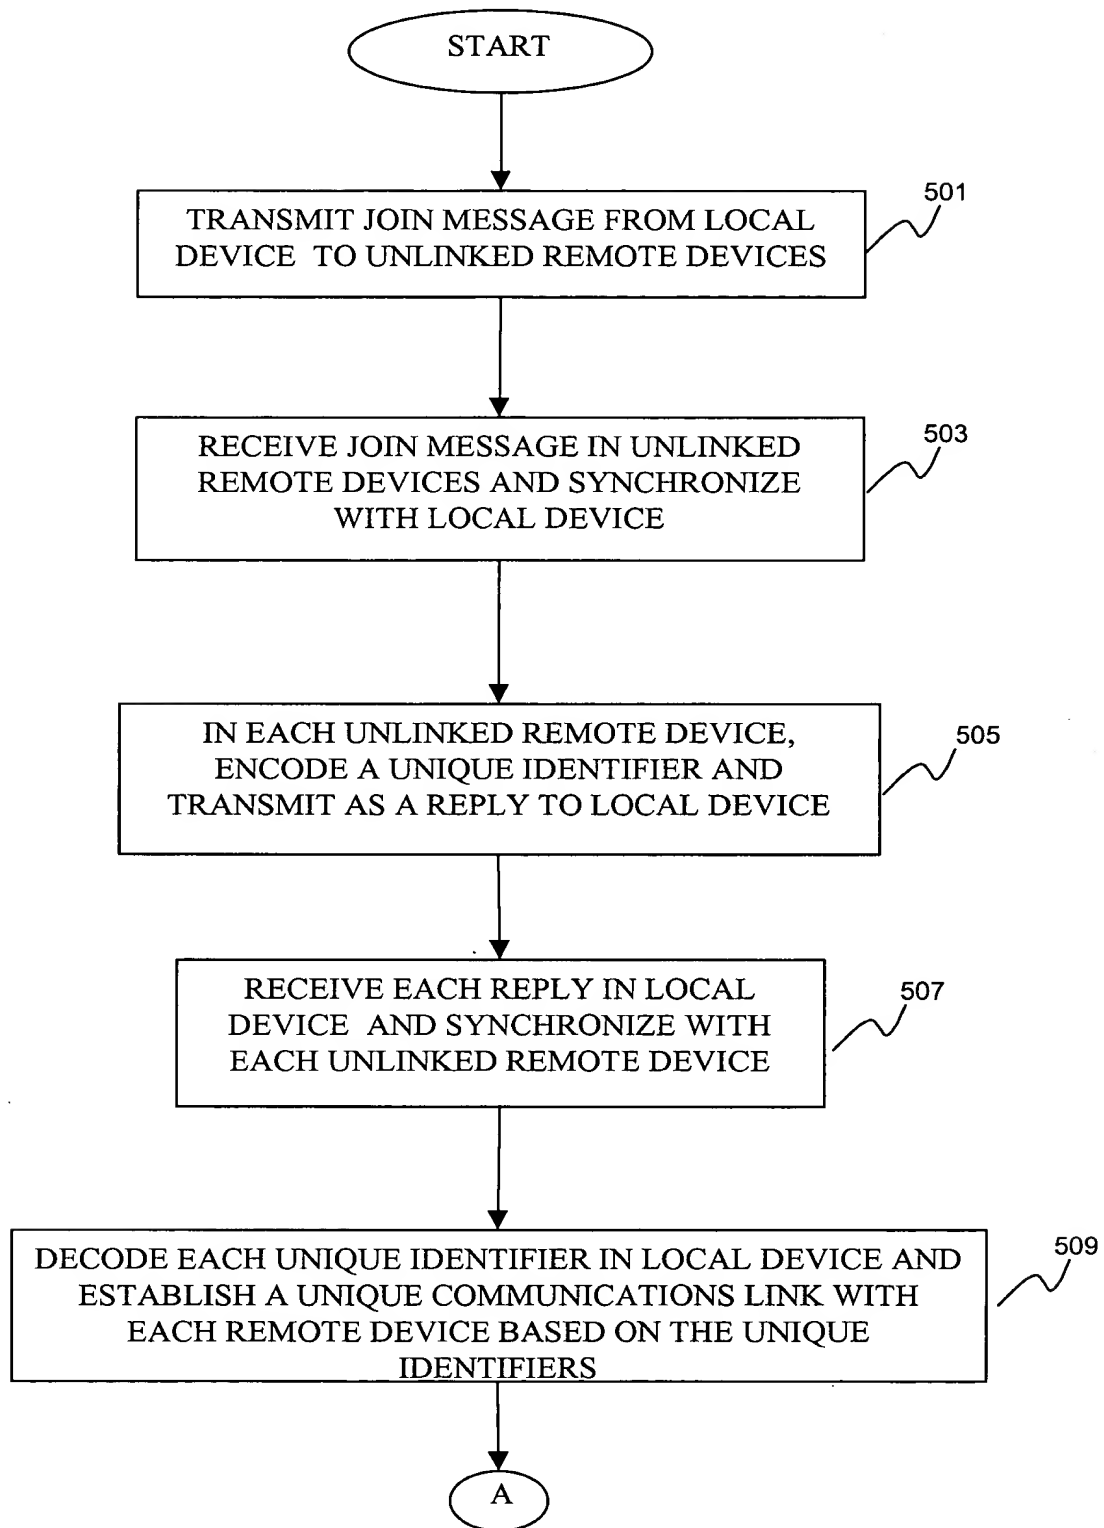 START
501
TRANSMIT JOIN MESSAGE FROM LOCAL
DEVICE TO UNLINKED REMOTE DEVICES
503
RECEIVE JOIN MESSAGE IN UNLINKED
REMOTE DEVICES AND SYNCHRONIZE
WITH LOCAL DEVICE
505
IN EACH UNLINKED REMOTE DEVICE,
ENCODE A UNIQUE IDENTIFIER AND
TRANSMIT AS A REPLY TO LOCAL DEVICE
507
RECEIVE EACH REPLY IN LOCAL
DEVICE AND SYNCHRONIZE WITH
EACH UNLINKED REMOTE DEVICE
509
DECODE EACH UNIQUE IDENTIFIER IN LOCAL DEVICE AND
ESTABLISH A UNIQUE COMMUNICATIONS LINK WITH
EACH REMOTE DEVICE BASED ON THE UNIQUE
IDENTIFIERS
A